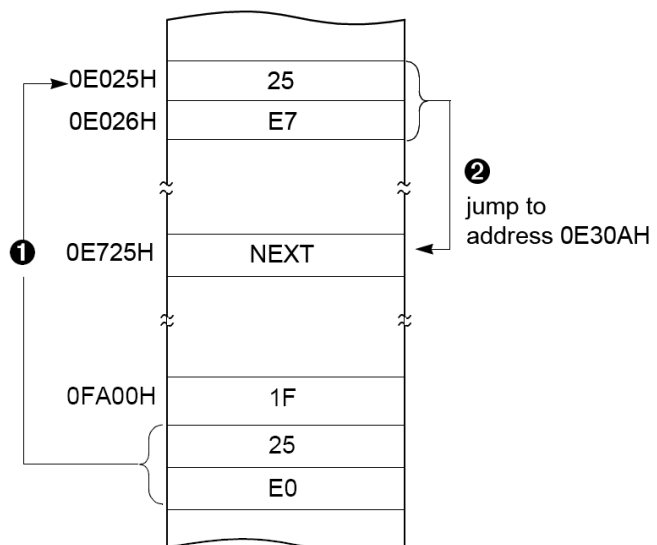 0E025H 25
0E026H E7
❷
jump to
address 0E30AH
❶ 0E725H NEXT
0FA00H 1F
25
E0